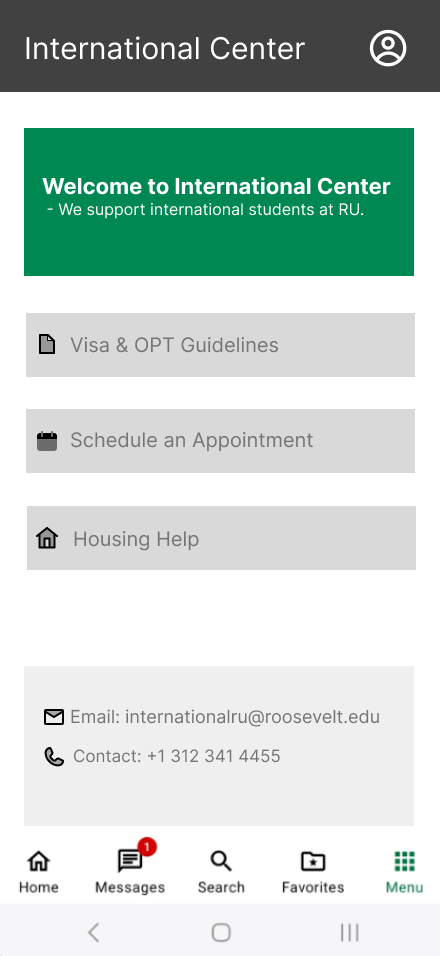 International Center
Welcome to International Center
- We support international students at RU.
Visa & OPT Guidelines
Schedule an Appointment
Housing Help
Email: internationalru@roosevelt.edu
Contact: +1 312 341 4455
1
Home Messages Search Favorites Menu